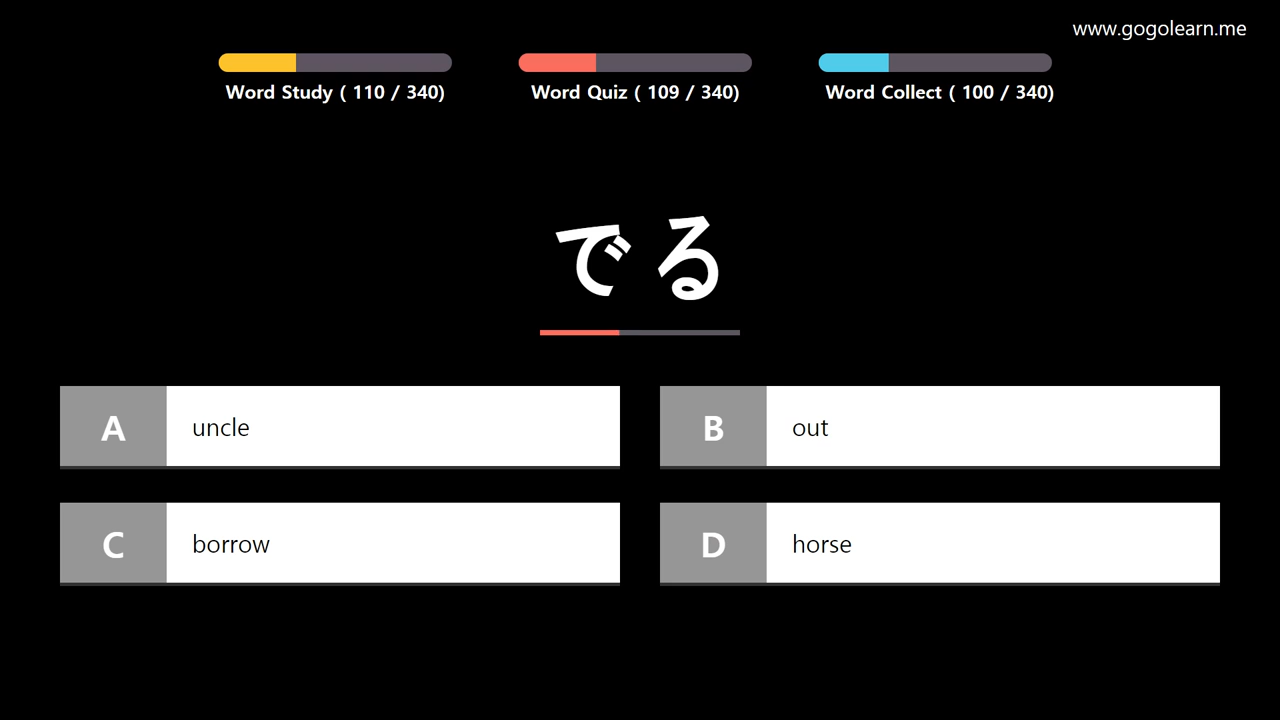 www.gogolearn.me
Word Study ( 110 / 340)
Word Quiz ( 109 / 340)
Word Collect ( 100 / 340)
でる
A uncle
B out
C borrow
D horse